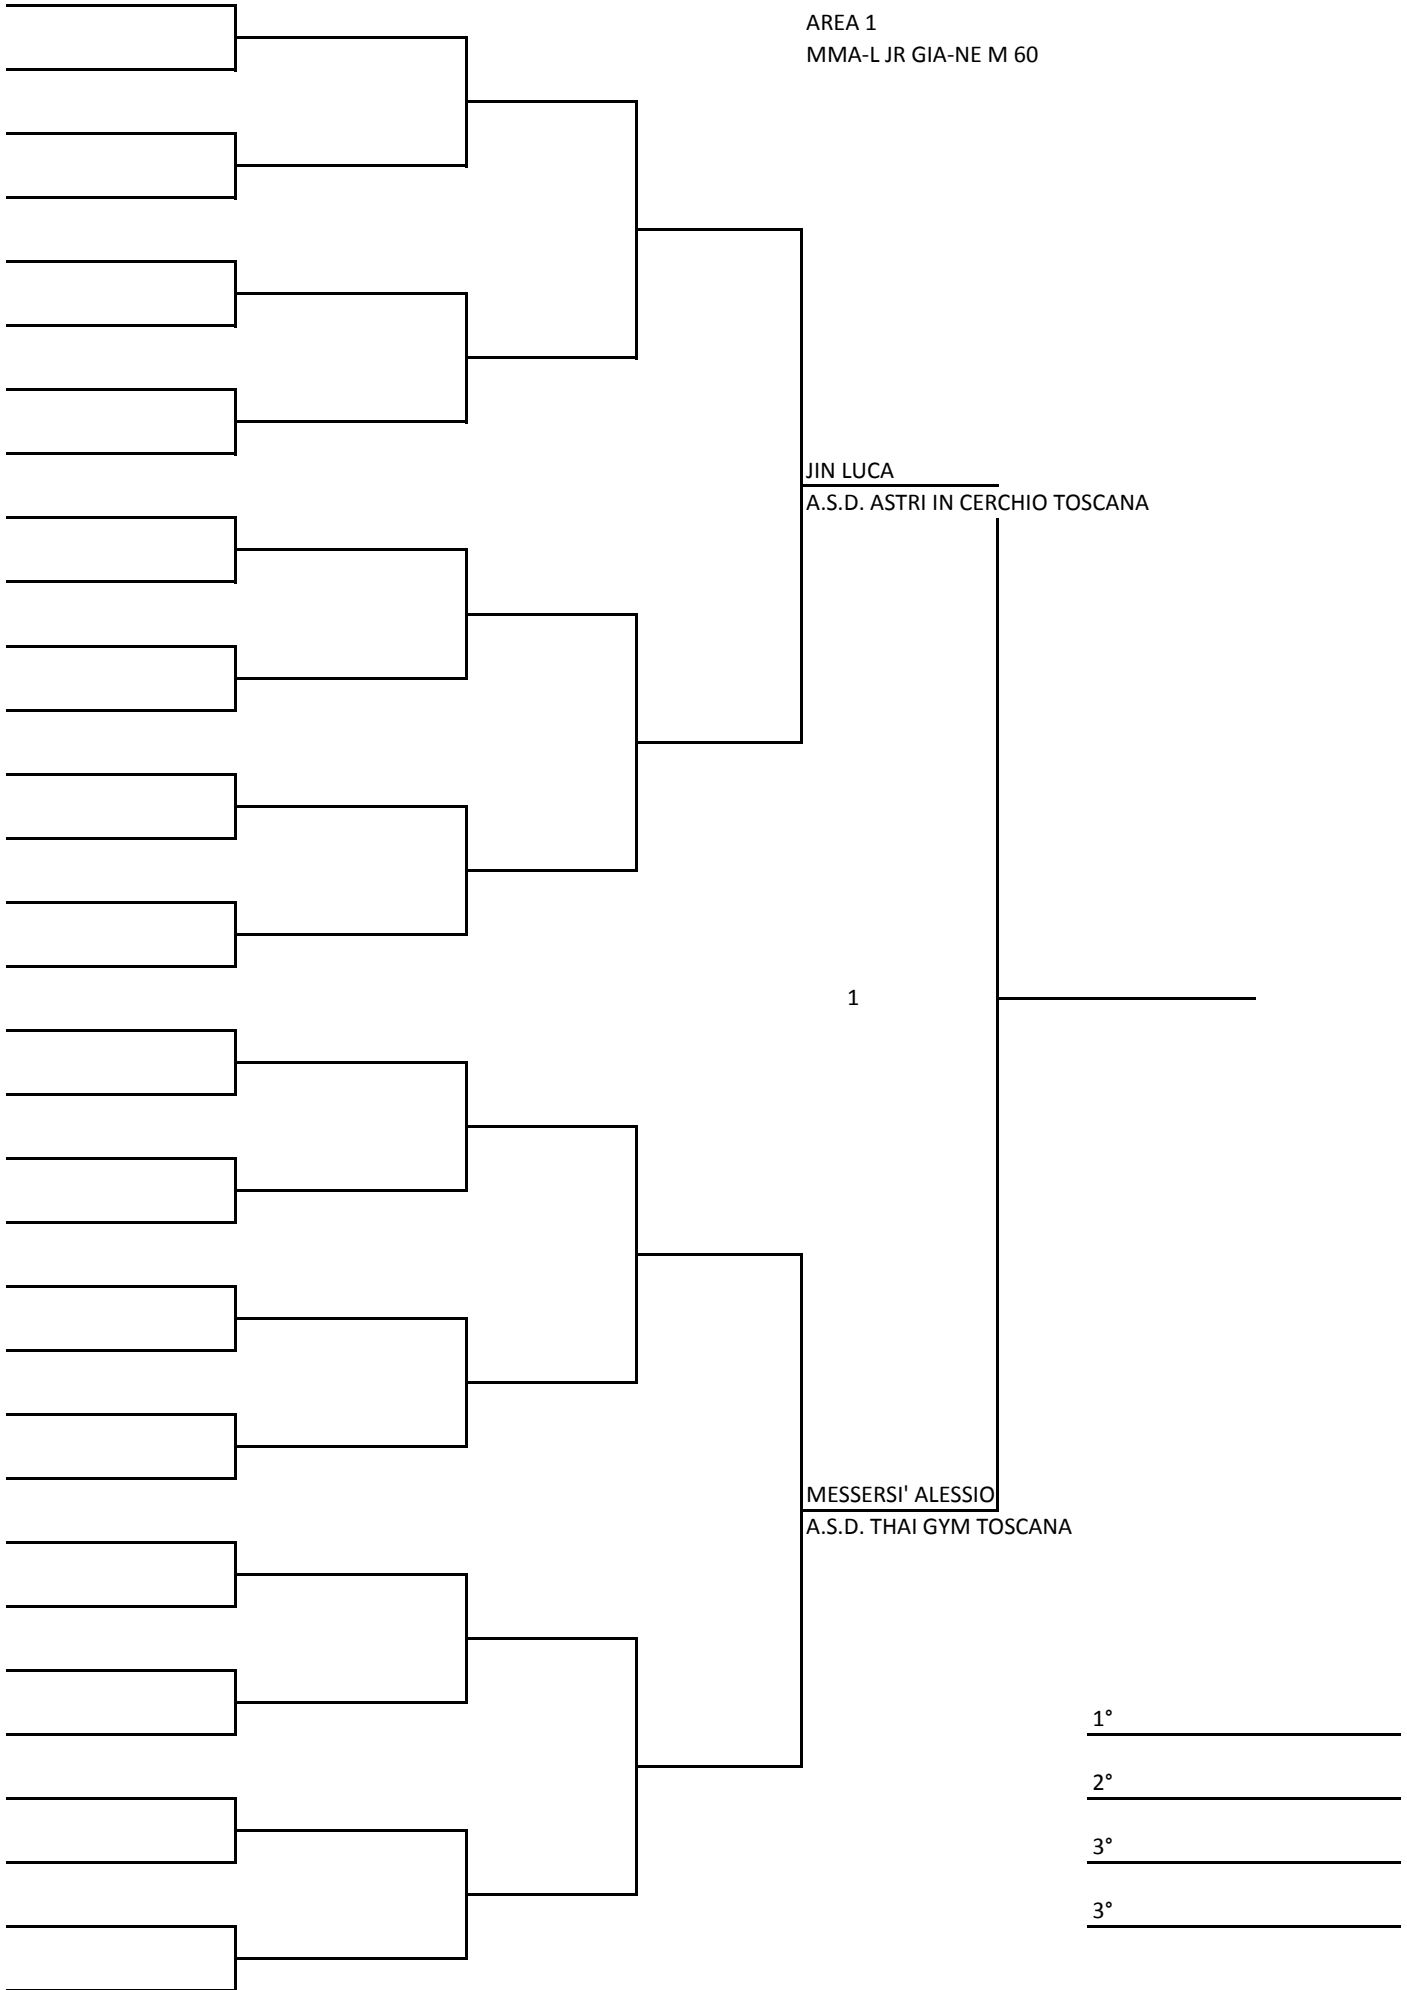 AREA 1
MMA-L JR GIA-NE M 60
JIN LUCA
A.S.D. ASTRI IN CERCHIO TOSCANA
1
MESSERSI' ALESSIO
A.S.D. THAI GYM TOSCANA
1°
2°
3°
3°